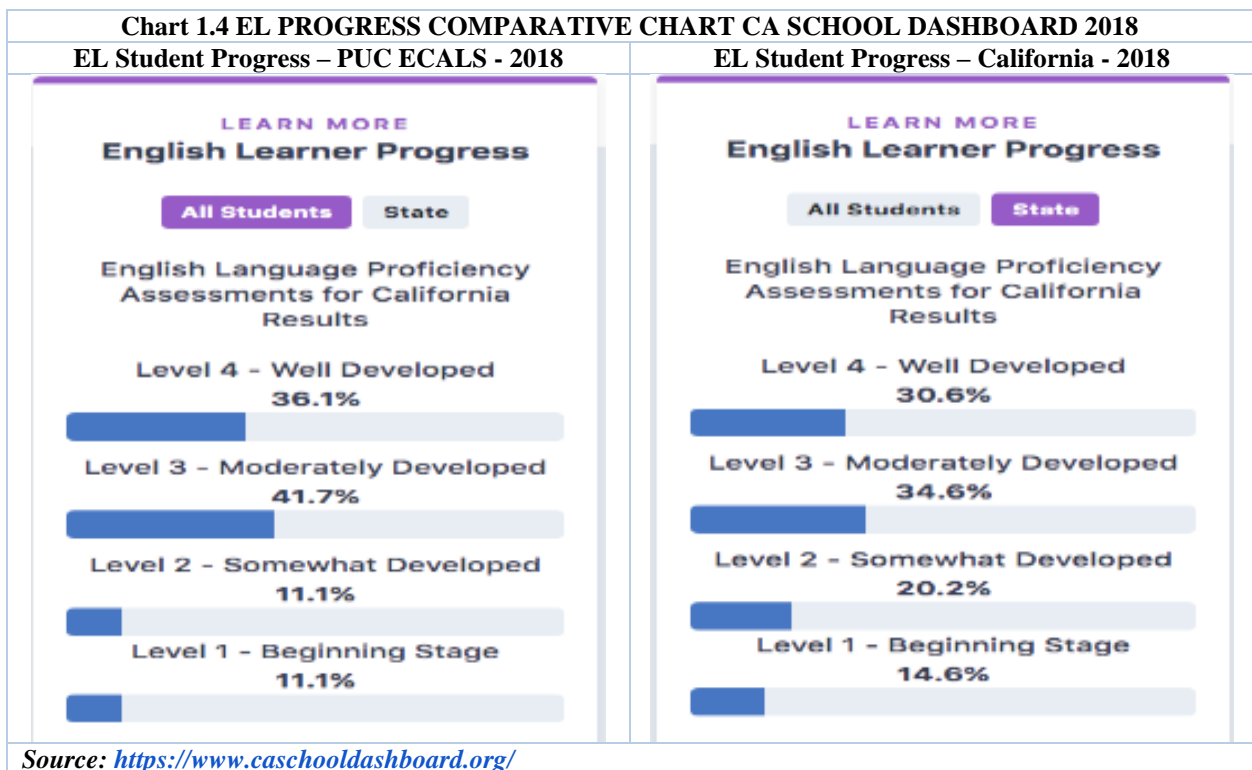 Chart 1.4 EL PROGRESS COMPARATIVE CHART CA SCHOOL DASHBOARD 2018
EL Student Progress – PUC ECALS - 2018
LEARN MORE
English Learner Progress
All Students State
English Language Proficiency
Assessments for California
Results
Level 4 - Well Developed
36.1%
Level 3 - Moderately Developed
41.7%
Level 2 - Somewhat Developed
11.1%
Level 1 - Beginning Stage
11.1%
EL Student Progress – California - 2018
LEARN MORE
English Learner Progress
All Students State
English Language Proficiency
Assessments for California
Results
Level 4 - Well Developed
30.6%
Level 3 - Moderately Developed
34.6%
Level 2 - Somewhat Developed
20.2%
Level 1 - Beginning Stage
14.6%
Source: https://www.caschooldashboard.org/